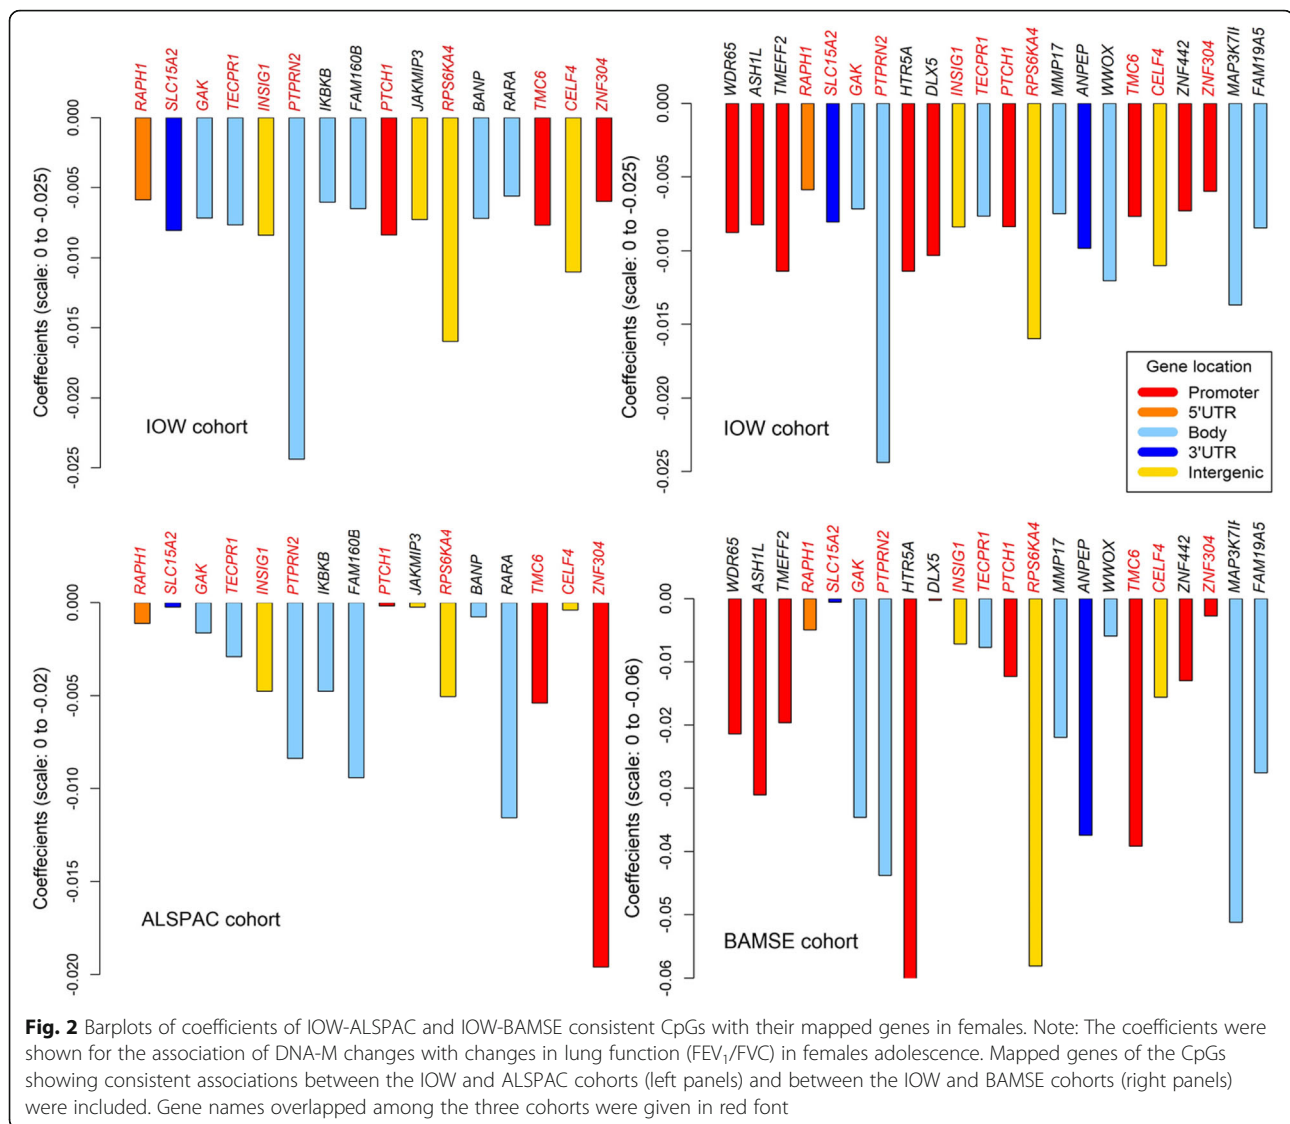 RAPH1 SLC15A2 GAK TECPR1 INSIG1 PTPRN2 IKBKB FAM160B PTCH1 JAKMIP3 RPS6KA4 BANP RARA TMC6 CELF4 ZNF304
Coeffecients (scale: 0 to -0.025)
0.000
-0.005
-0.010
-0.015
-0.020
-0.025
IOW cohort
WDR65 ASH1L TMEFF2 RAPH1 SLC15A2 GAK PTPRN2 HTR5A DLX5 INSIG1 TECPR1 PTCH1 RPS6KA4 MMP17 ANPEP WWOX TMC6 CELF4 ZNF442 ZNF304 MAP3K7IF FAM19A5
Coeffecients (scale: 0 to -0.025)
0.000
-0.005
-0.010
-0.015
-0.020
-0.025
IOW cohort
Gene location
Promoter
5'UTR
Body
3'UTR
Intergenic
RAPH1 SLC15A2 GAK TECPR1 INSIG1 PTPRN2 IKBKB FAM160B PTCH1 JAKMIP3 RPS6KA4 BANP RARA TMC6 CELF4 ZNF304
Coeffecients (scale: 0 to -0.02)
0.000
-0.005
-0.010
-0.015
-0.020
ALSPAC cohort
WDR65 ASH1L TMEFF2 RAPH1 SLC15A2 GAK PTPRN2 HTR5A DLX5 INSIG1 TECPR1 PTCH1 RPS6KA4 MMP17 ANPEP WWOX TMC6 CELF4 ZNF442 ZNF304 MAP3K7IF FAM19A5
Coeffecients (scale: 0 to -0.06)
0.00
-0.01
-0.02
-0.03
-0.04
-0.05
-0.06
BAMSE cohort
Fig. 2 Barplots of coefficients of IOW-ALSPAC and IOW-BAMSE consistent CpGs with their mapped genes in females. Note: The coefficients were
shown for the association of DNA-M changes with changes in lung function (FEV₁/FVC) in females adolescence. Mapped genes of the CpGs
showing consistent associations between the IOW and ALSPAC cohorts (left panels) and between the IOW and BAMSE cohorts (right panels)
were included. Gene names overlapped among the three cohorts were given in red font